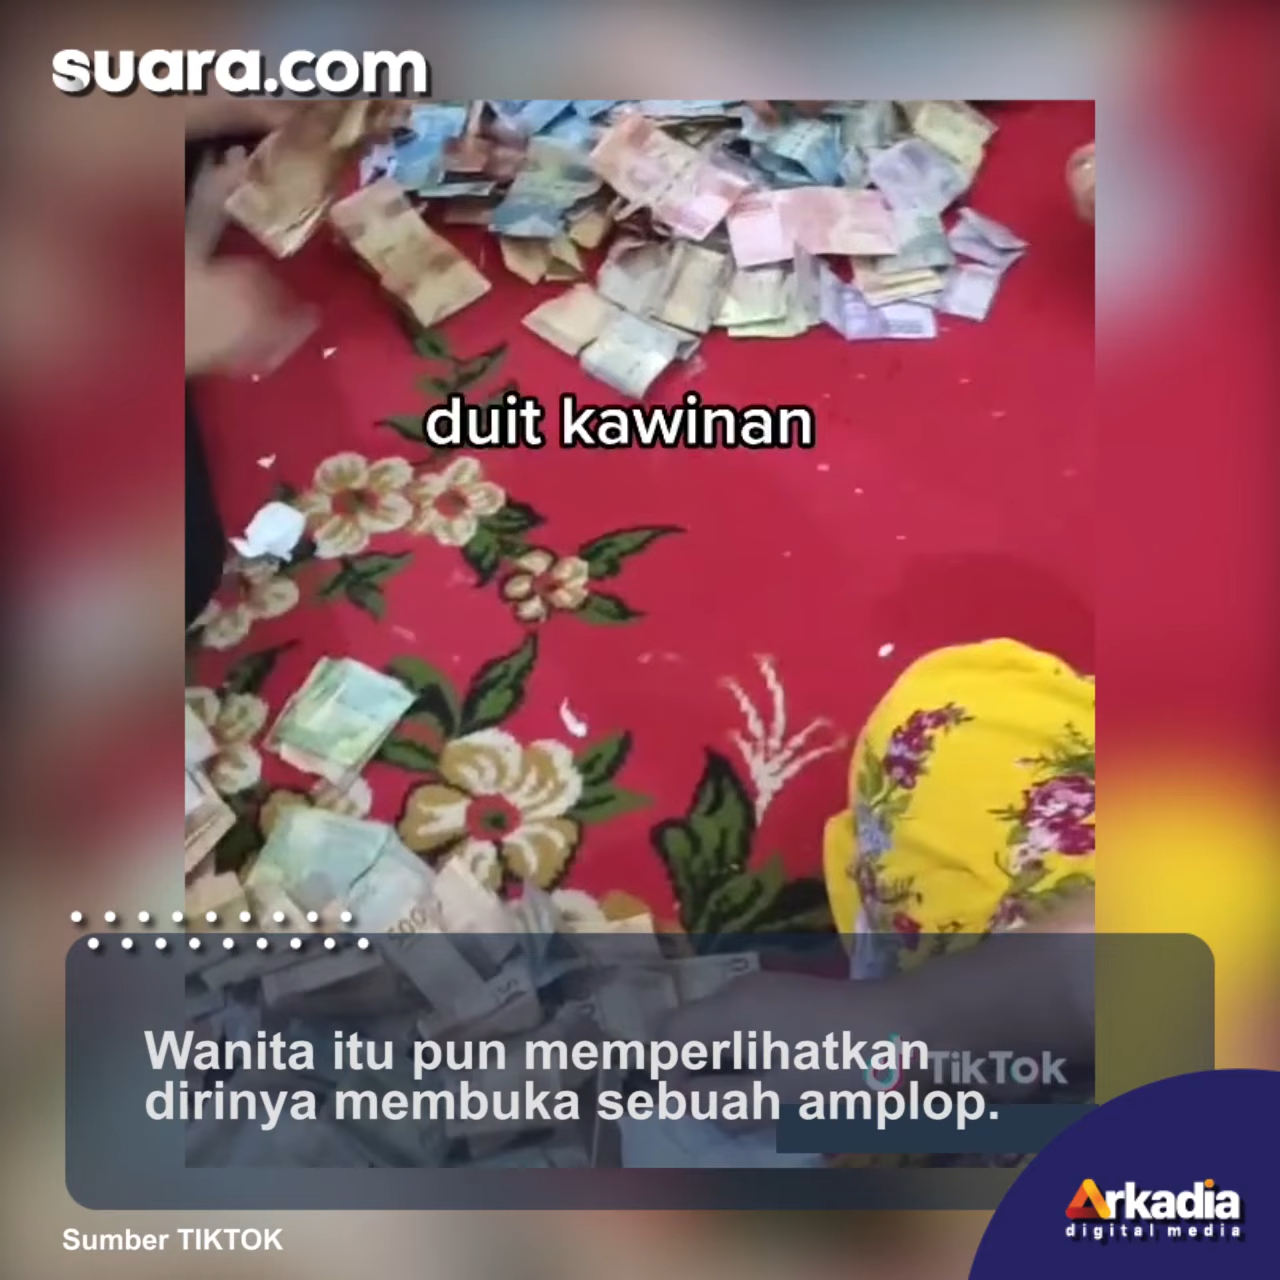 suara.com
duit kawinan
Wanita itu pun memperlihatkan
dirinya membuka sebuah amplop.
TikTok
Arkadia
digital media
Sumber TIKTOK